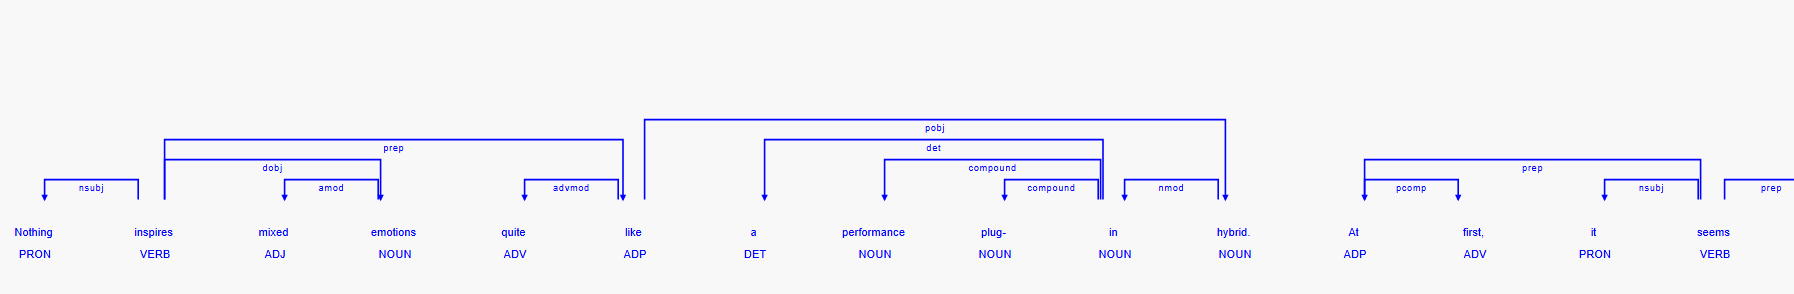 pobj
prep det
dobj compound prep
nsubj amod advmod compound nmod pcomp nsubj prep
Nothing inspires mixed emotions quite like a performance plug- in hybrid. At first, it seems
PRON VERB ADJ NOUN ADV ADP DET NOUN NOUN NOUN NOUN ADP ADV PRON VERB